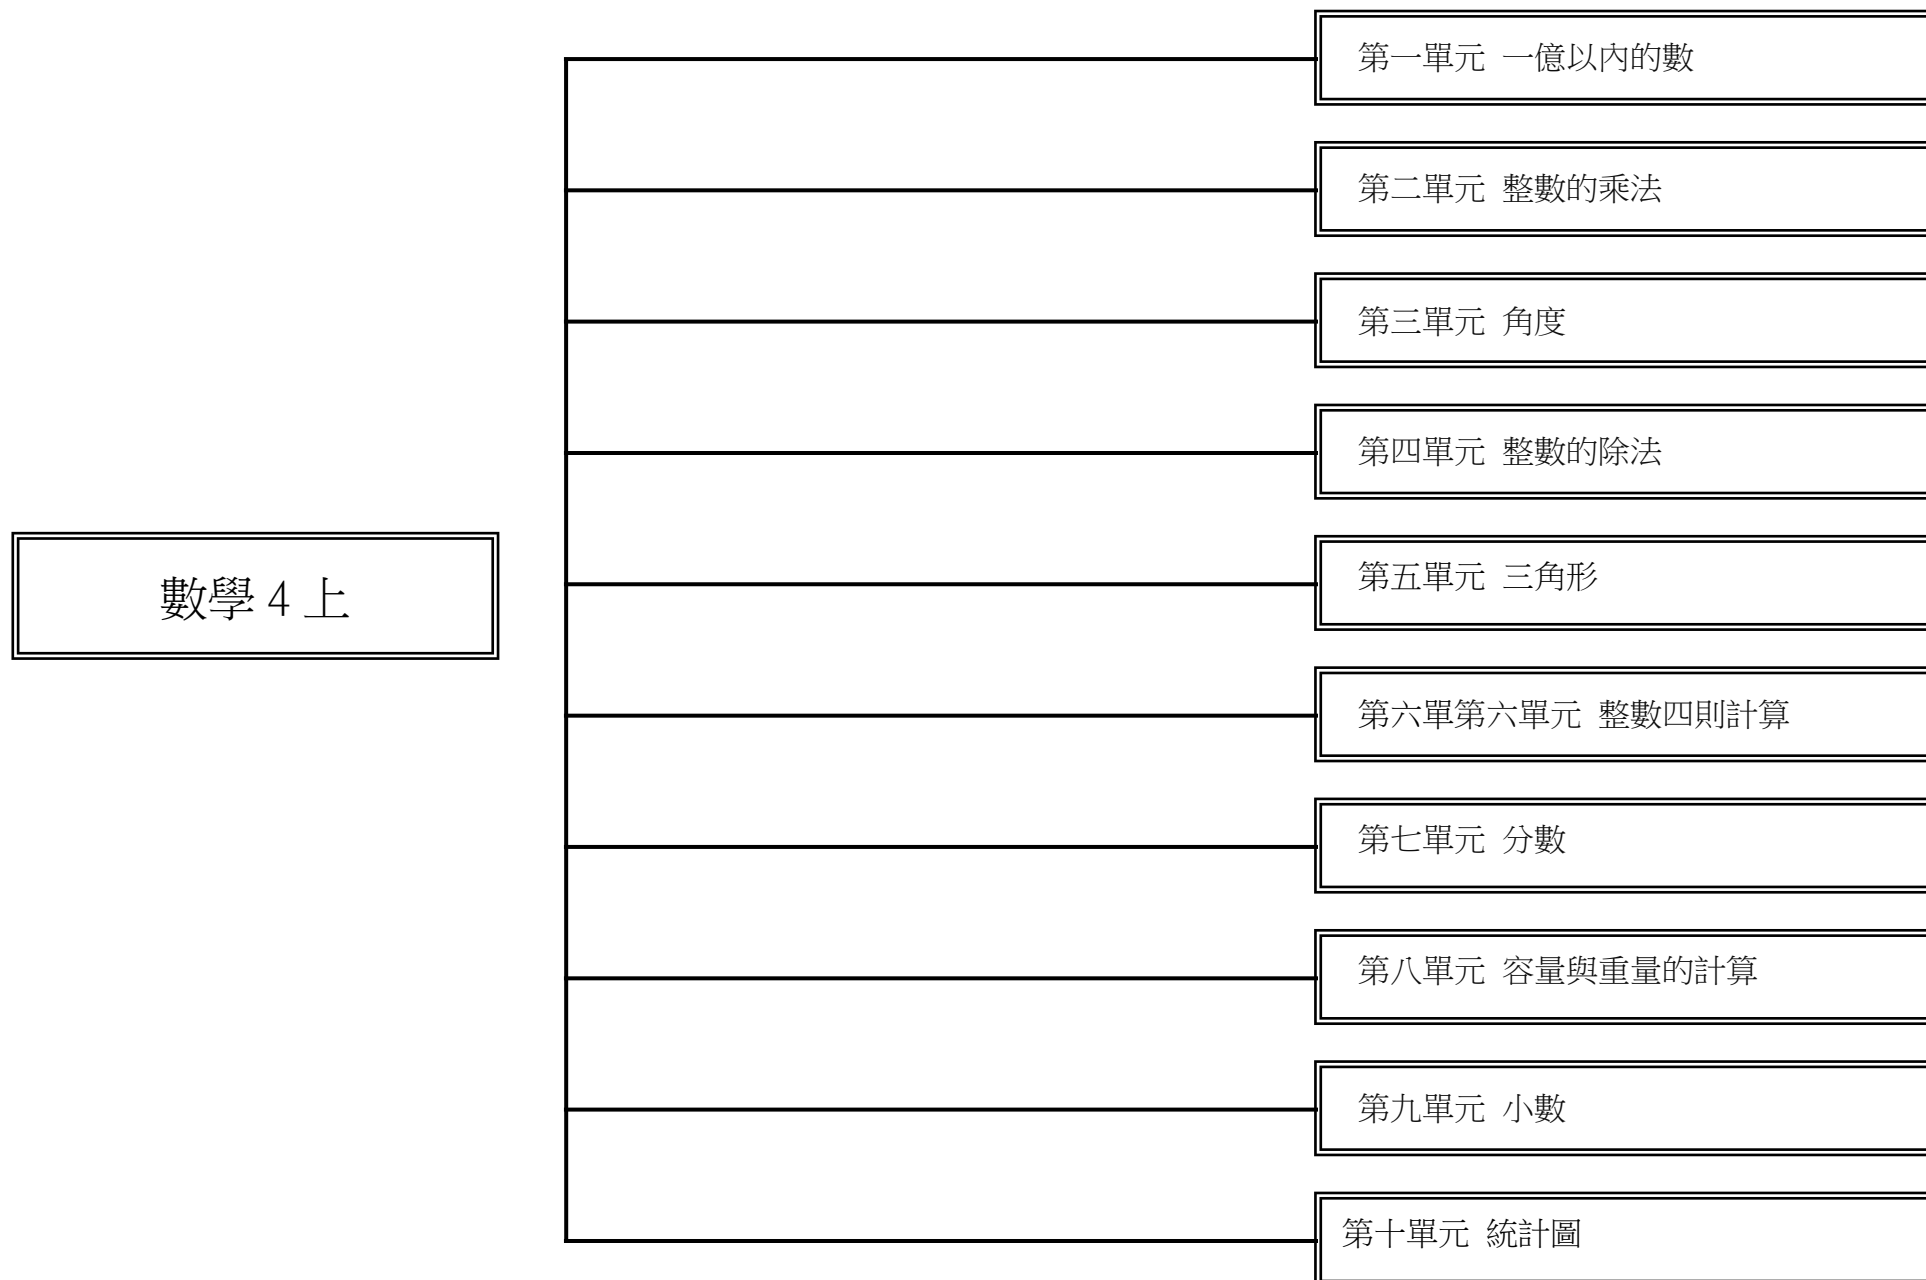 第一單元 一億以內的數
第二單元 整數的乘法
第三單元 角度
第四單元 整數的除法
第五單元 三角形
數學 4 上
第六單第六單元 整數四則計算
第七單元 分數
第八單元 容量與重量的計算
第九單元 小數
第十單元 統計圖